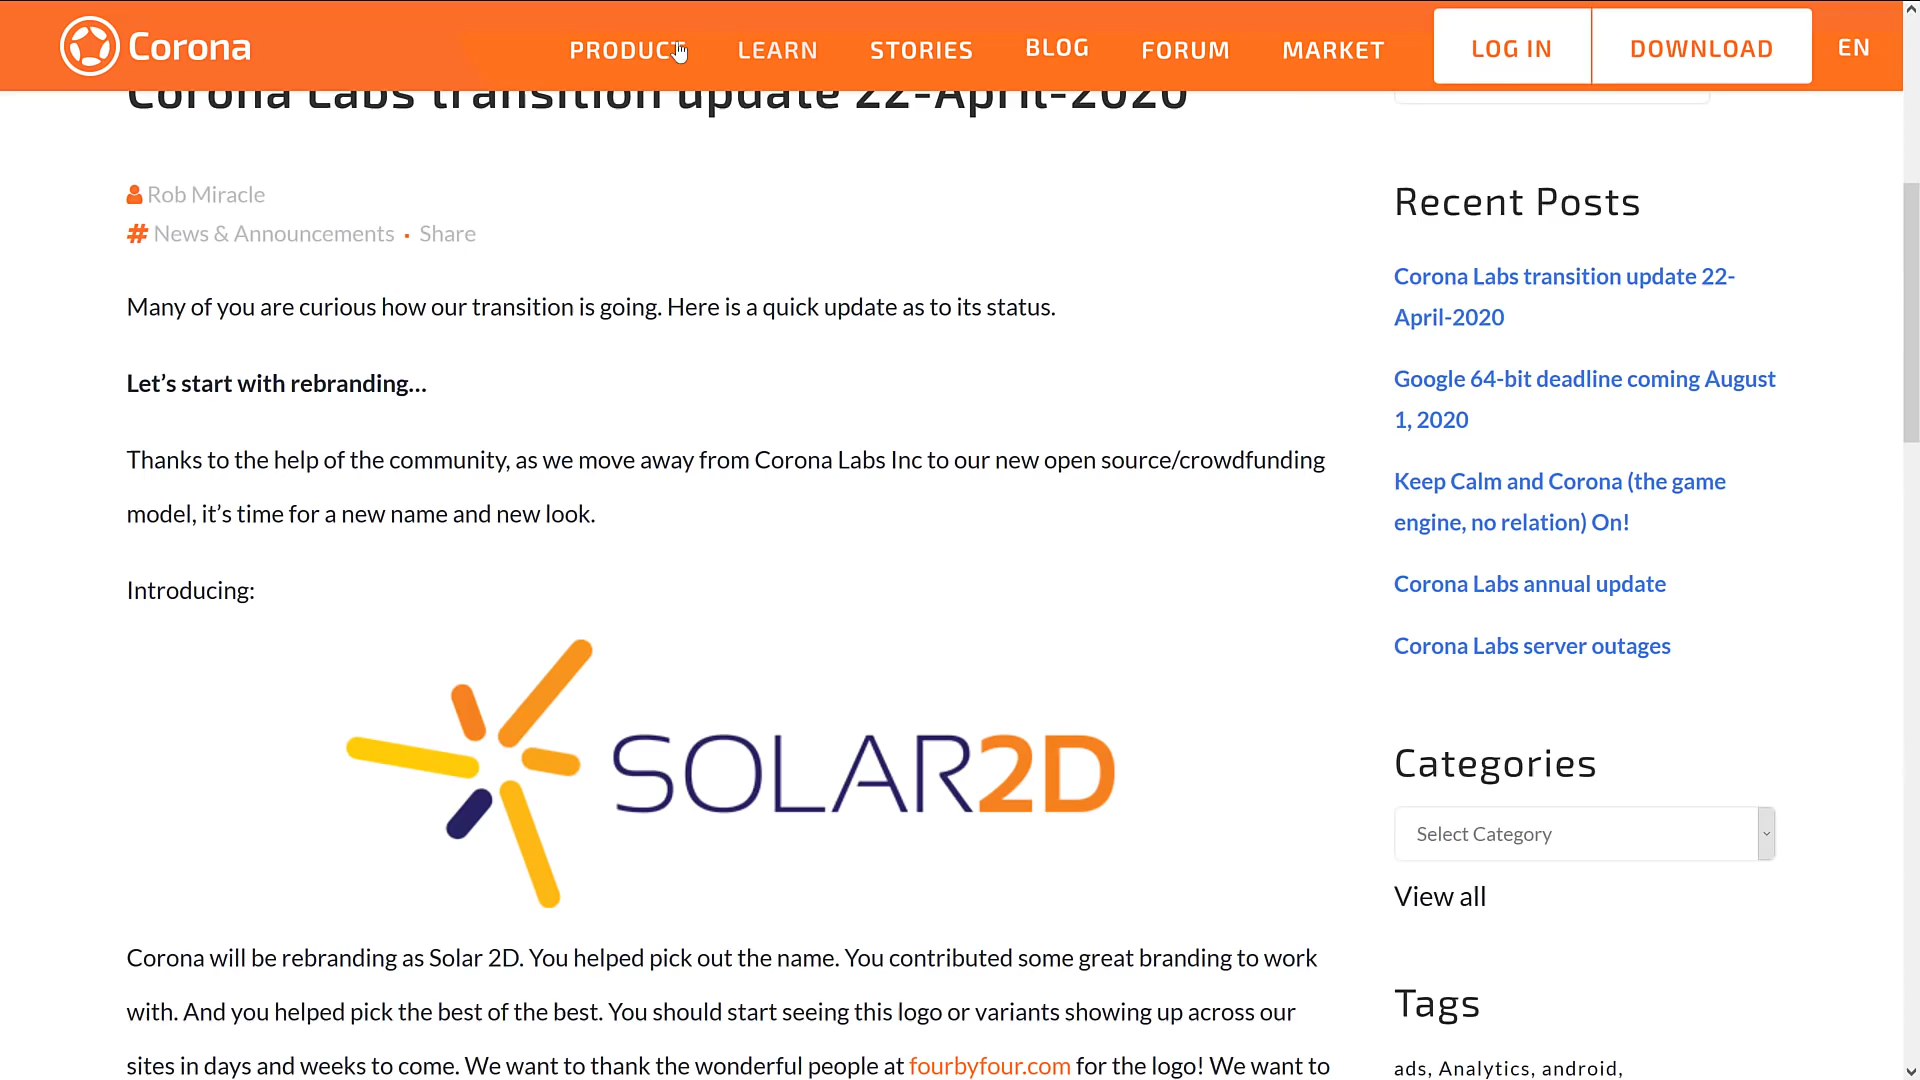 Corona
PRODUCT
LEARN
STORIES
BLOG
FORUM
MARKET
LOG IN
DOWNLOAD
EN
Corona Labs transition update 22-April-2020
Rob Miracle
# News & Announcements • Share
Many of you are curious how our transition is going. Here is a quick update as to its status.
Let’s start with rebranding…
Thanks to the help of the community, as we move away from Corona Labs Inc to our new open source/crowdfunding
model, it’s time for a new name and new look.
Introducing:
SOLAR2D
Corona will be rebranding as Solar 2D. You helped pick out the name. You contributed some great branding to work
with. And you helped pick the best of the best. You should start seeing this logo or variants showing up across our
sites in days and weeks to come. We want to thank the wonderful people at fourbyfour.com for the logo! We want to
Recent Posts
Corona Labs transition update 22-
April-2020
Google 64-bit deadline coming August
1, 2020
Keep Calm and Corona (the game
engine, no relation) On!
Corona Labs annual update
Corona Labs server outages
Categories
Select Category
View all
Tags
ads, Analytics, android,